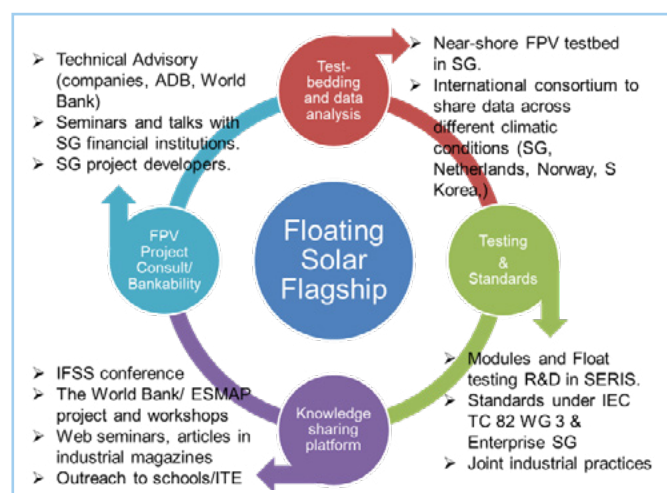 ➢ Technical Advisory
(companies, ADB, World
Bank)
➢ Seminars and talks with
SG financial institutions.
➢ SG project developers.
Test-
bedding
and data
analysis
➢ Near-shore FPV testbed
in SG.
➢ International consortium to
share data across
different climatic
conditions (SG,
Netherlands, Norway, S
Korea,)
FPV
Project
Consult/
Bankability
Floating
Solar
Flagship
Testing
&
Standards
➢ IFSS conference
➢ The World Bank/ ESMAP
project and workshops
➢ Web seminars, articles in
industrial magazines
➢ Outreach to schools/ITE
Knowledge
sharing
platform
➢ Modules and Float
testing R&D in SERIS.
➢ Standards under IEC
TC 82 WG 3 &
Enterprise SG
➢ Joint industrial practices